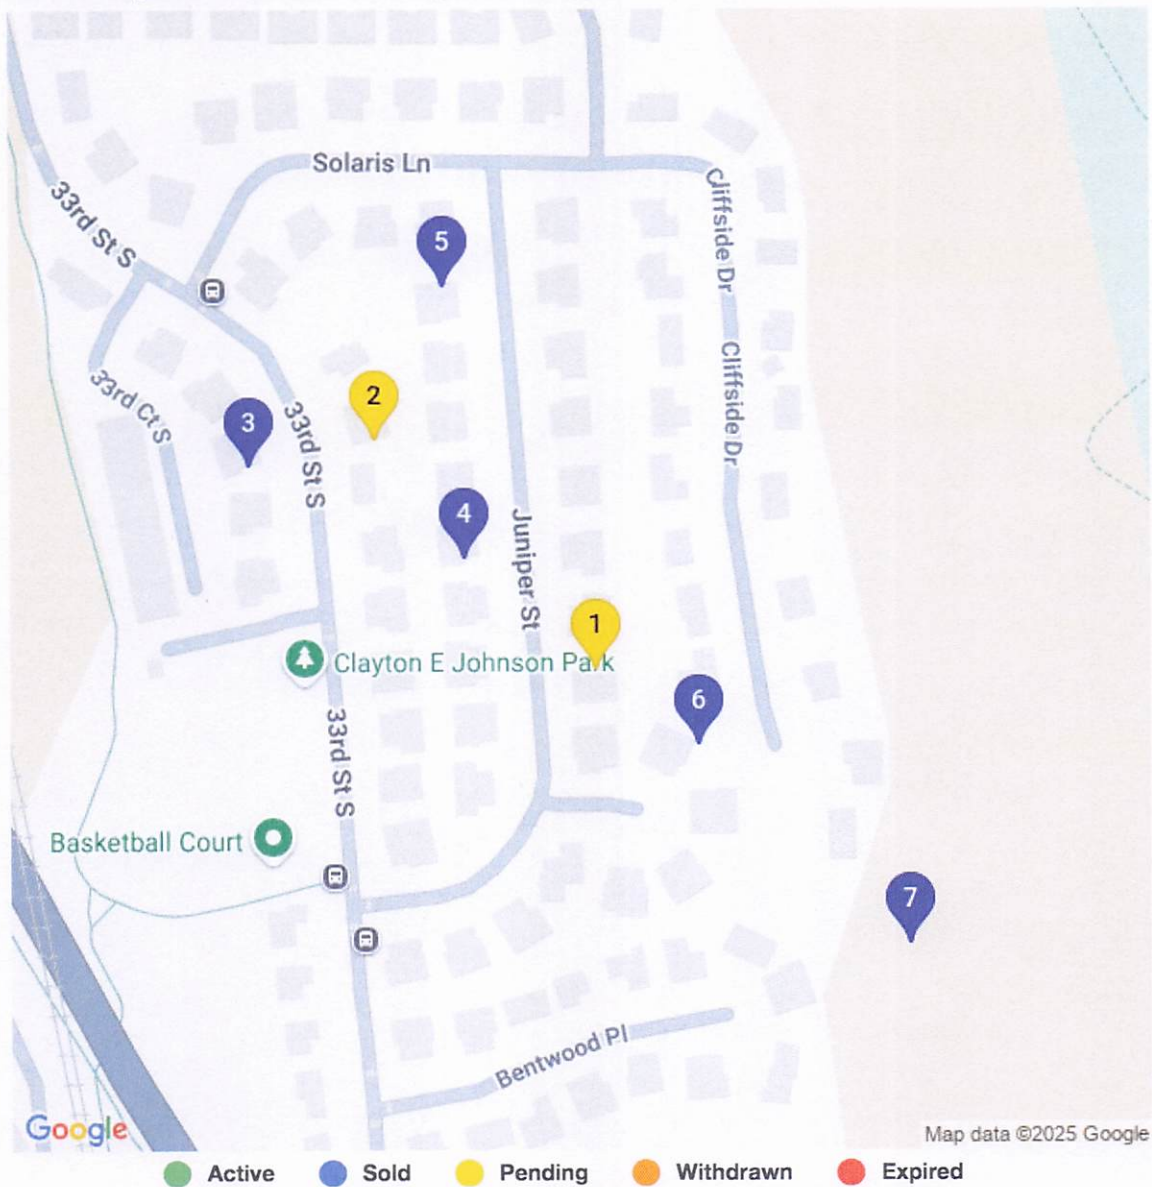 Solaris Ln
33rd St S
Cliffside Dr
5
Cliffside Dr
33rd Ct S
2
3
33rd St S
4
Juniper St
1
Clayton E Johnson Park
6
33rd St S
Basketball Court
7
Bentwood Pl
Google
Map data ©2025 Google
Active Sold Pending Withdrawn Expired